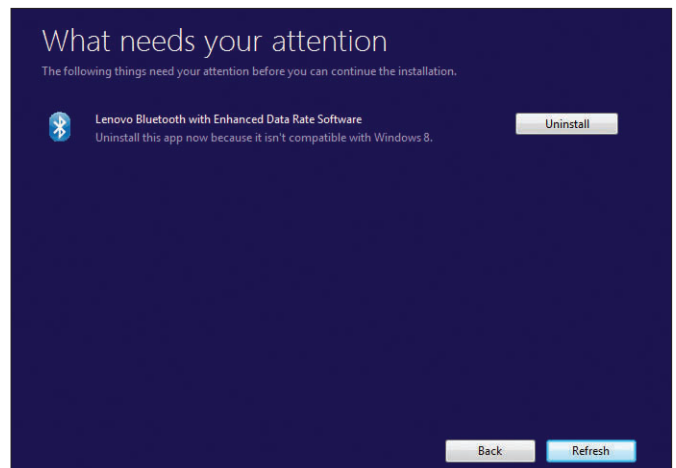 What needs your attention
The following things need your attention before you can continue the installation.
Lenovo Bluetooth with Enhanced Data Rate Software
Uninstall
Uninstall this app now because it isn't compatible with Windows 8.
Back
Refresh